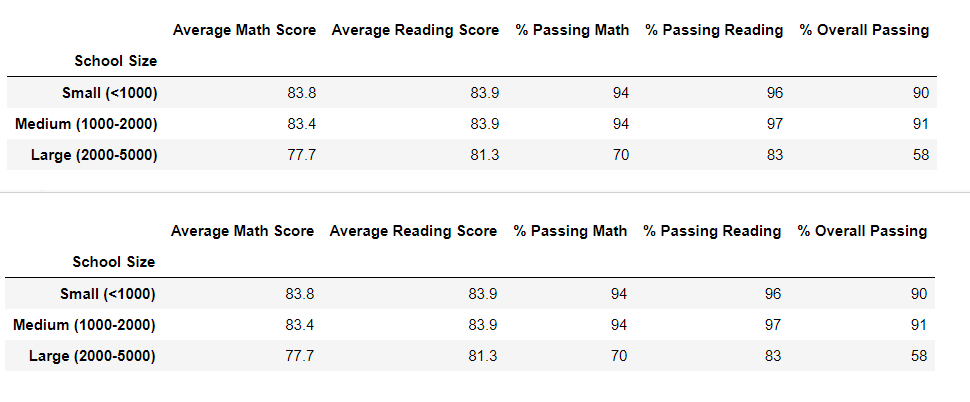 Average Math Score Average Reading Score % Passing Math % Passing Reading % Overall Passing
School Size
Small (<1000) 83.8 83.9 94 96 90
Medium (1000-2000) 83.4 83.9 94 97 91
Large (2000-5000) 77.7 81.3 70 83 58
Average Math Score Average Reading Score % Passing Math % Passing Reading % Overall Passing
School Size
Small (<1000) 83.8 83.9 94 96 90
Medium (1000-2000) 83.4 83.9 94 97 91
Large (2000-5000) 77.7 81.3 70 83 58